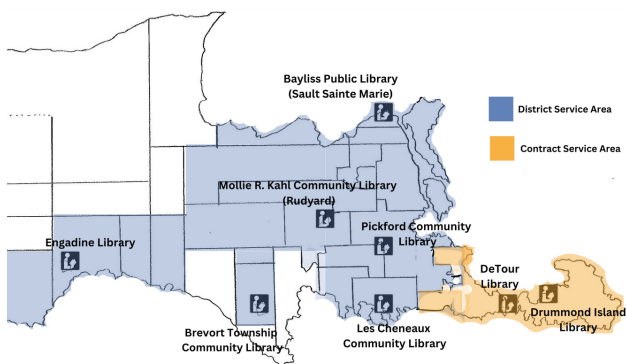 Bayliss Public Library
(Sault Sainte Marie)
District Service Area
Contract Service Area
Mollie R. Kahl Community Library
(Rudyard)
Pickford Community
Library
Engadine Library
DeTour
Library
Drummond Island
Library
Brevort Township
Community Library
Les Cheneaux
Community Library